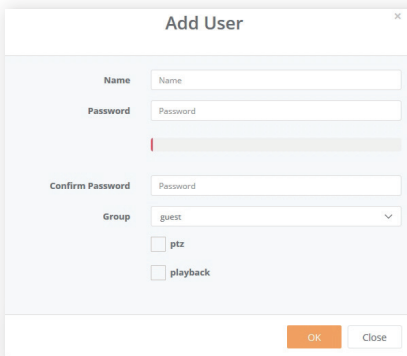 Add User
×
Name Name
Password Password
Confirm Password Password
Group guest
ptz
playback
OK Close